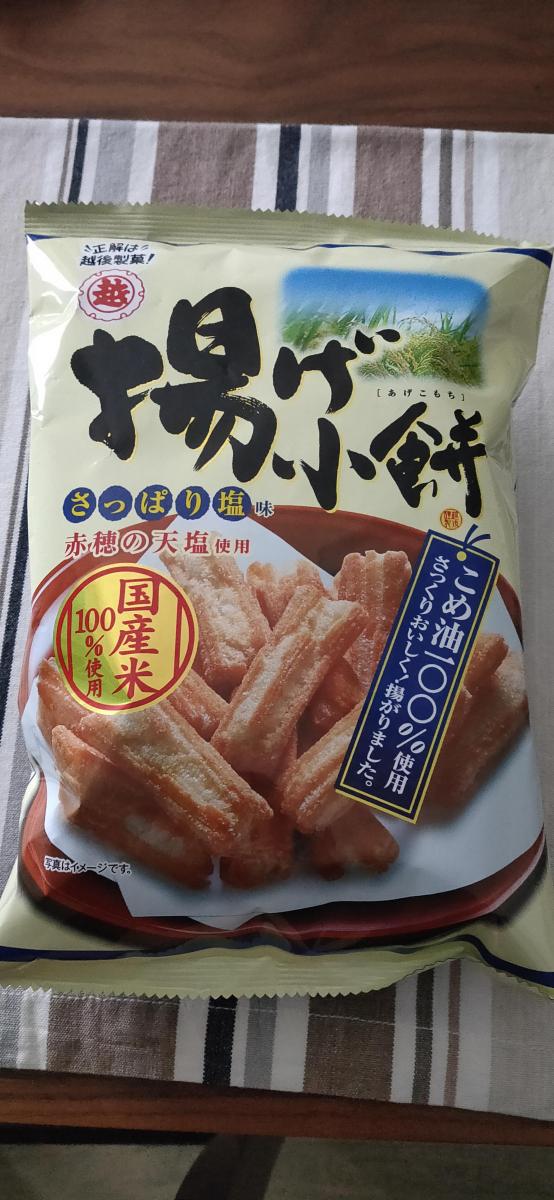 正解は
越後製菓!
越
揚げ
小餅
[あげこもち]
さっぱり塩味
赤穂の天塩使用
国産米
100%使用
こめ油一〇〇%使用
さっくりおいしく!揚がりました。
写真はイメージです。